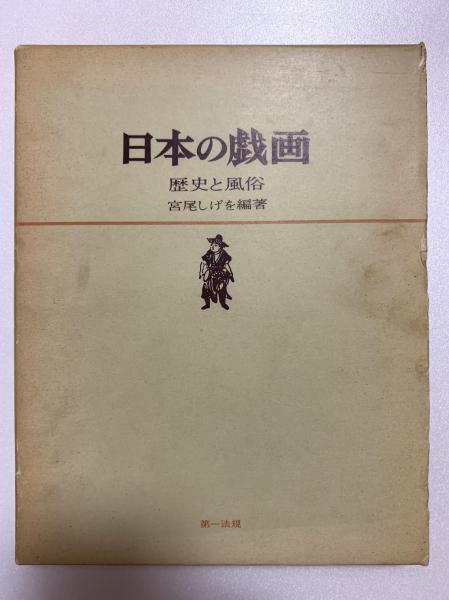 日本の戯画
歴史と風俗
宮尾しげを編著
第一法規